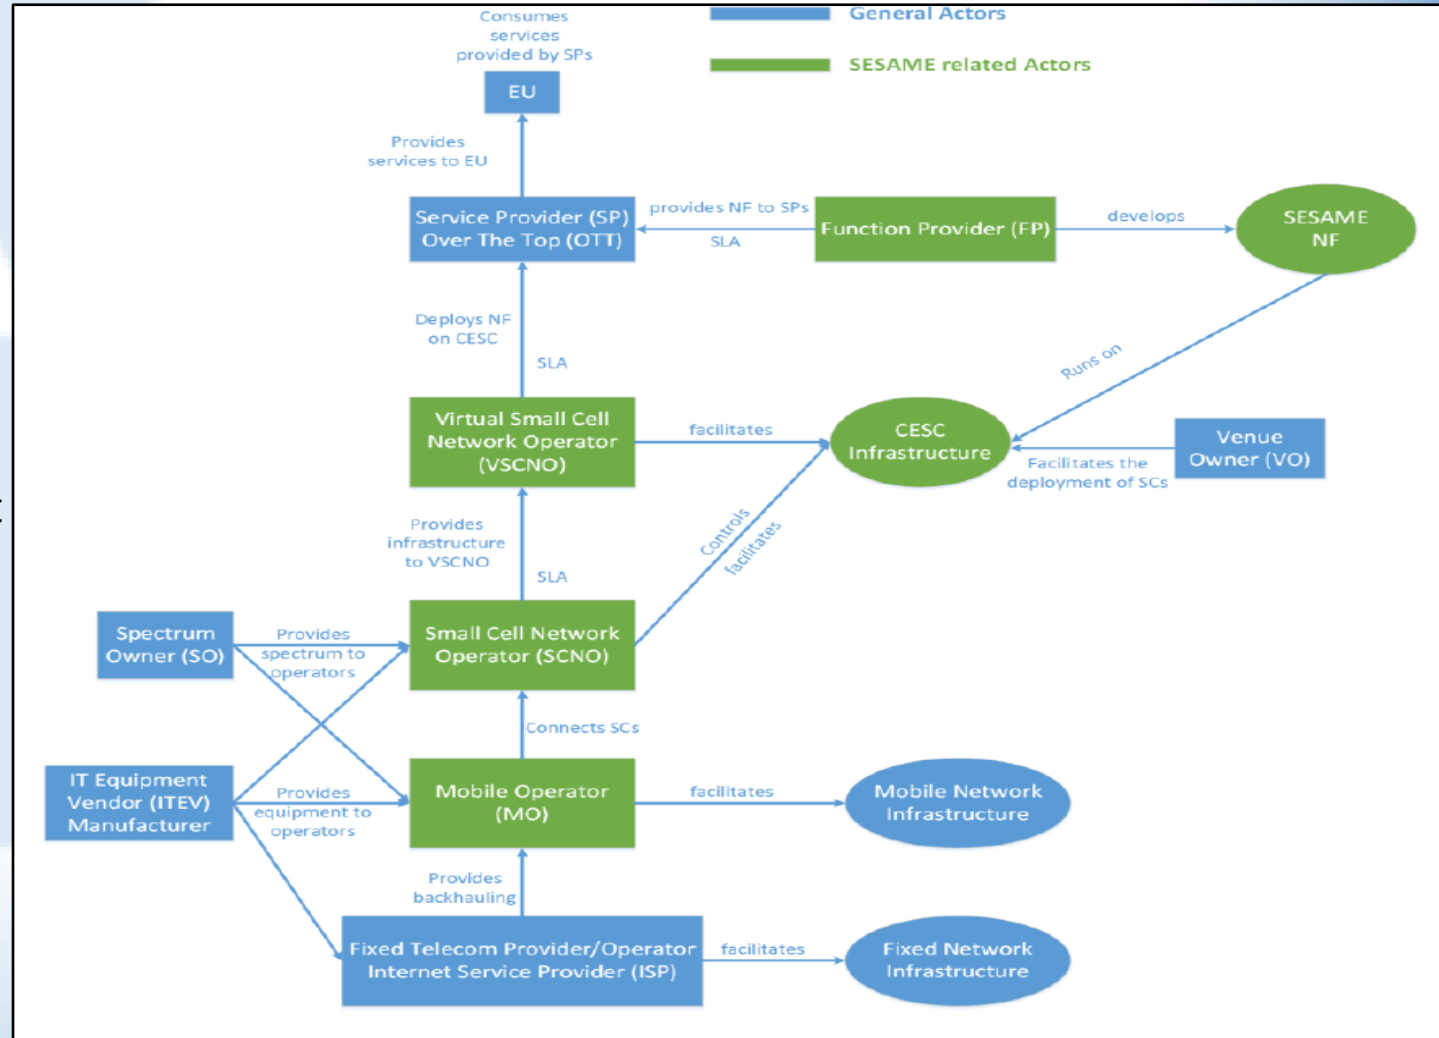 General Actors
SESAME related Actors
Consumes
services
provided by SPs
EU
Provides
services to EU
Service Provider (SP)
Over The Top (OTT)
provides NF to SPs
SLA
Function Provider (FP)
develops
SESAME
NF
Deploys NF
on CESC
SLA
Runs on
Virtual Small Cell
Network Operator
(VSCNO)
facilitates
CESC
Infrastructure
Facilitates the
deployment of SCs
Venue
Owner (VO)
Provides
infrastructure
to VSCNO
SLA
Controls
facilitates
Spectrum
Owner (SO)
Provides
spectrum to
operators
Small Cell Network
Operator (SCNO)
Connects SCs
IT Equipment
Vendor (ITEV)
Manufacturer
Provides
equipment to
operators
Mobile Operator
(MO)
facilitates
Mobile Network
Infrastructure
Provides
backhauling
Fixed Telecom Provider/Operator
Internet Service Provider (ISP)
facilitates
Fixed Network
Infrastructure